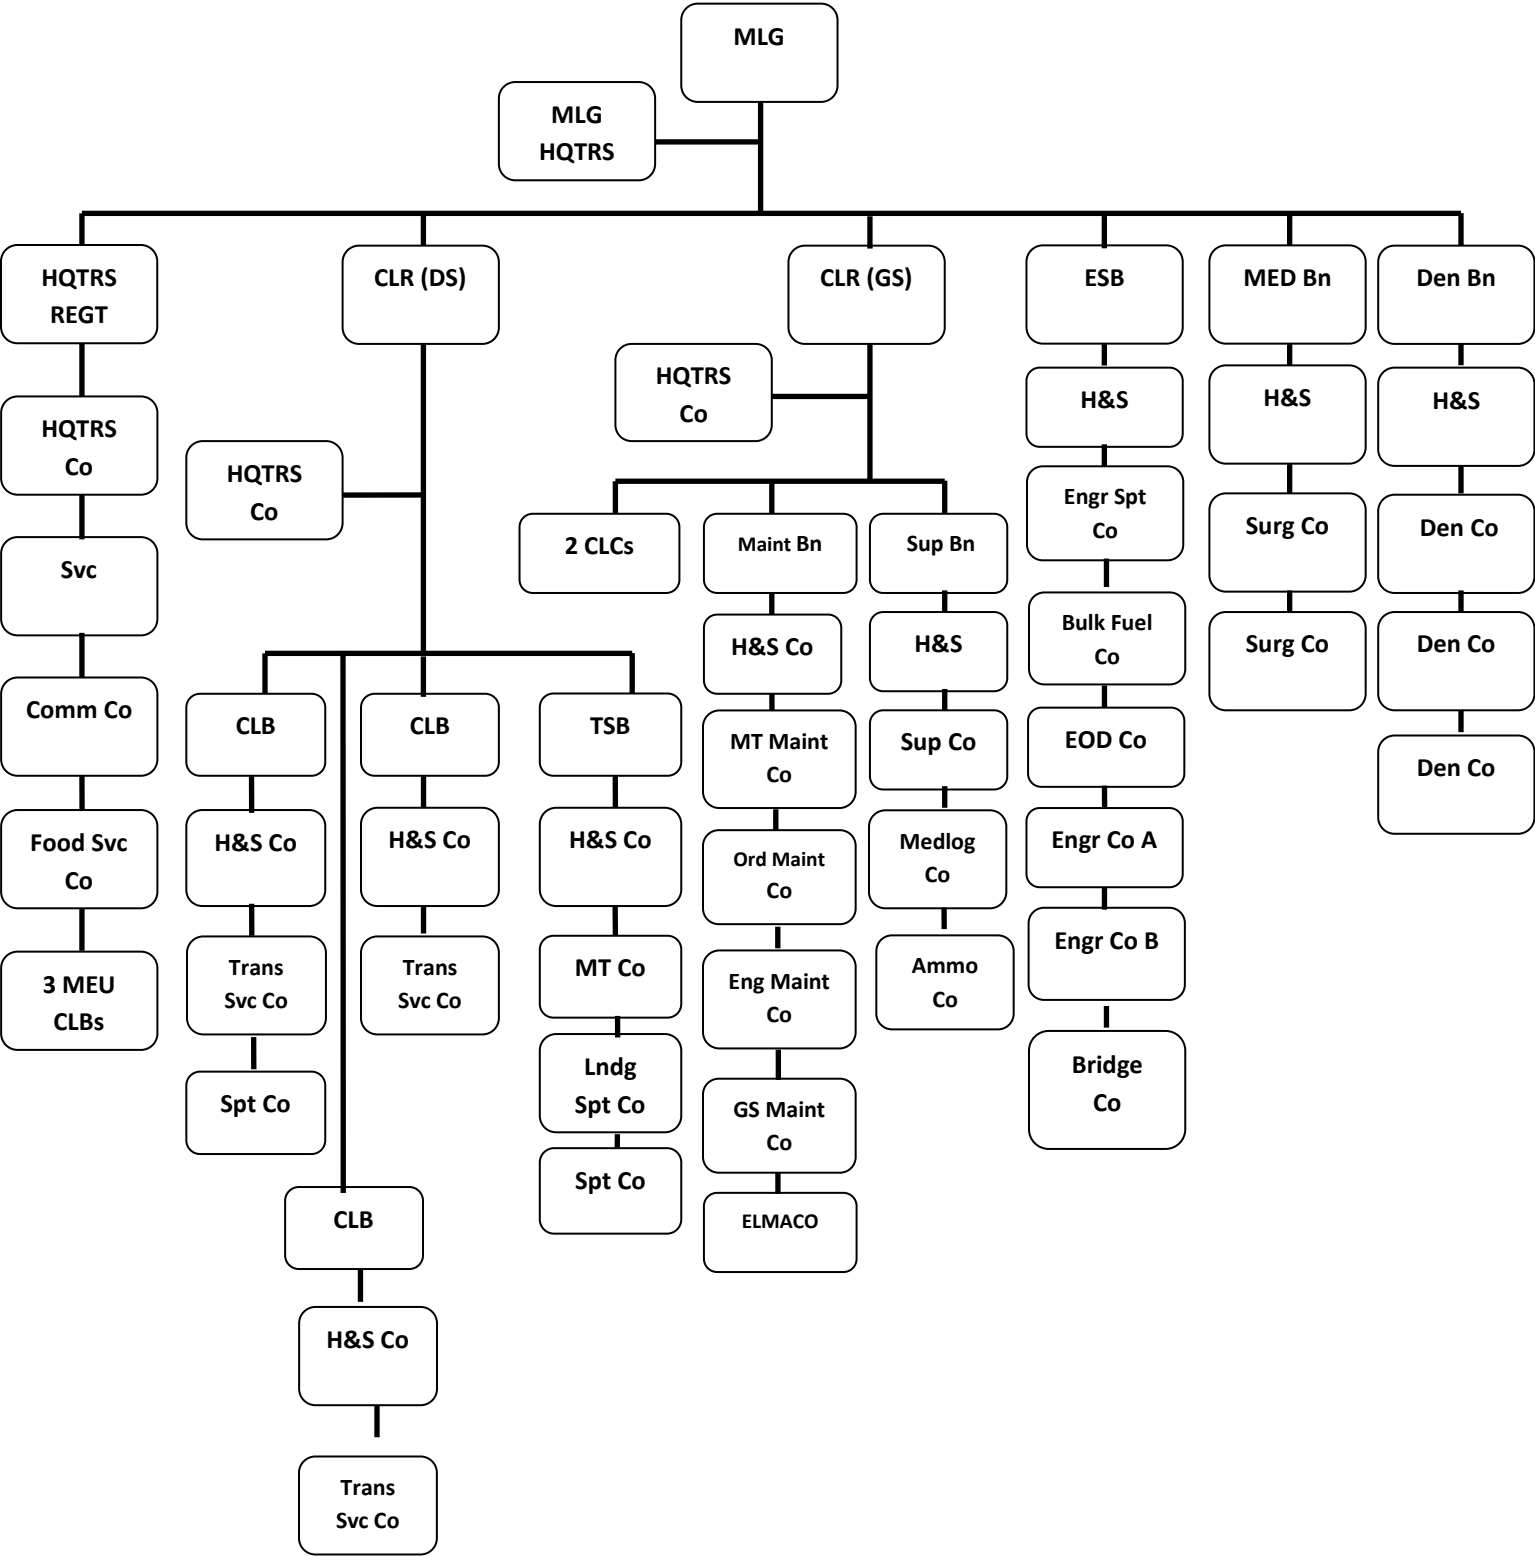 MLG
MLG
HQTRS
HQTRS
REGT
CLR (DS)
CLR (GS)
ESB
MED Bn
Den Bn
HQTRS
Co
HQTRS
Co
HQTRS
Co
H&S
H&S
H&S
Svc
2 CLCs
Maint Bn
Sup Bn
Engr Spt
Co
Surg Co
Den Co
Comm Co
CLB
CLB
TSB
H&S Co
H&S
Bulk Fuel
Co
Surg Co
Den Co
MT Maint
Co
Sup Co
EOD Co
Den Co
Food Svc
Co
H&S Co
H&S Co
H&S Co
Ord Maint
Co
Medlog
Co
Engr Co A
3 MEU
CLBs
Trans
Svc Co
Trans
Svc Co
MT Co
Eng Maint
Co
Ammo
Co
Engr Co B
Spt Co
Lndg
Spt Co
GS Maint
Co
Bridge
Co
Spt Co
ELMACO
CLB
H&S Co
Trans
Svc Co